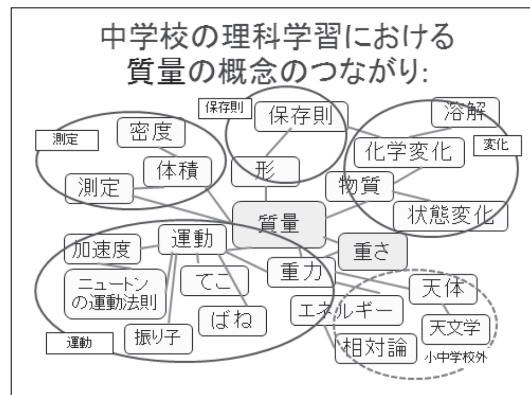 中学校の理科学習における
質量の概念のつながり:
保存則
保存則
溶解
測定
密度
化学変化
変化
体積
形
測定
物質
質量
状態変化
運動
重さ
加速度
てこ
重力
天体
ニュートン
の運動法則
ばね
エネルギー
天文学
運動
振り子
相対論
小中学校外